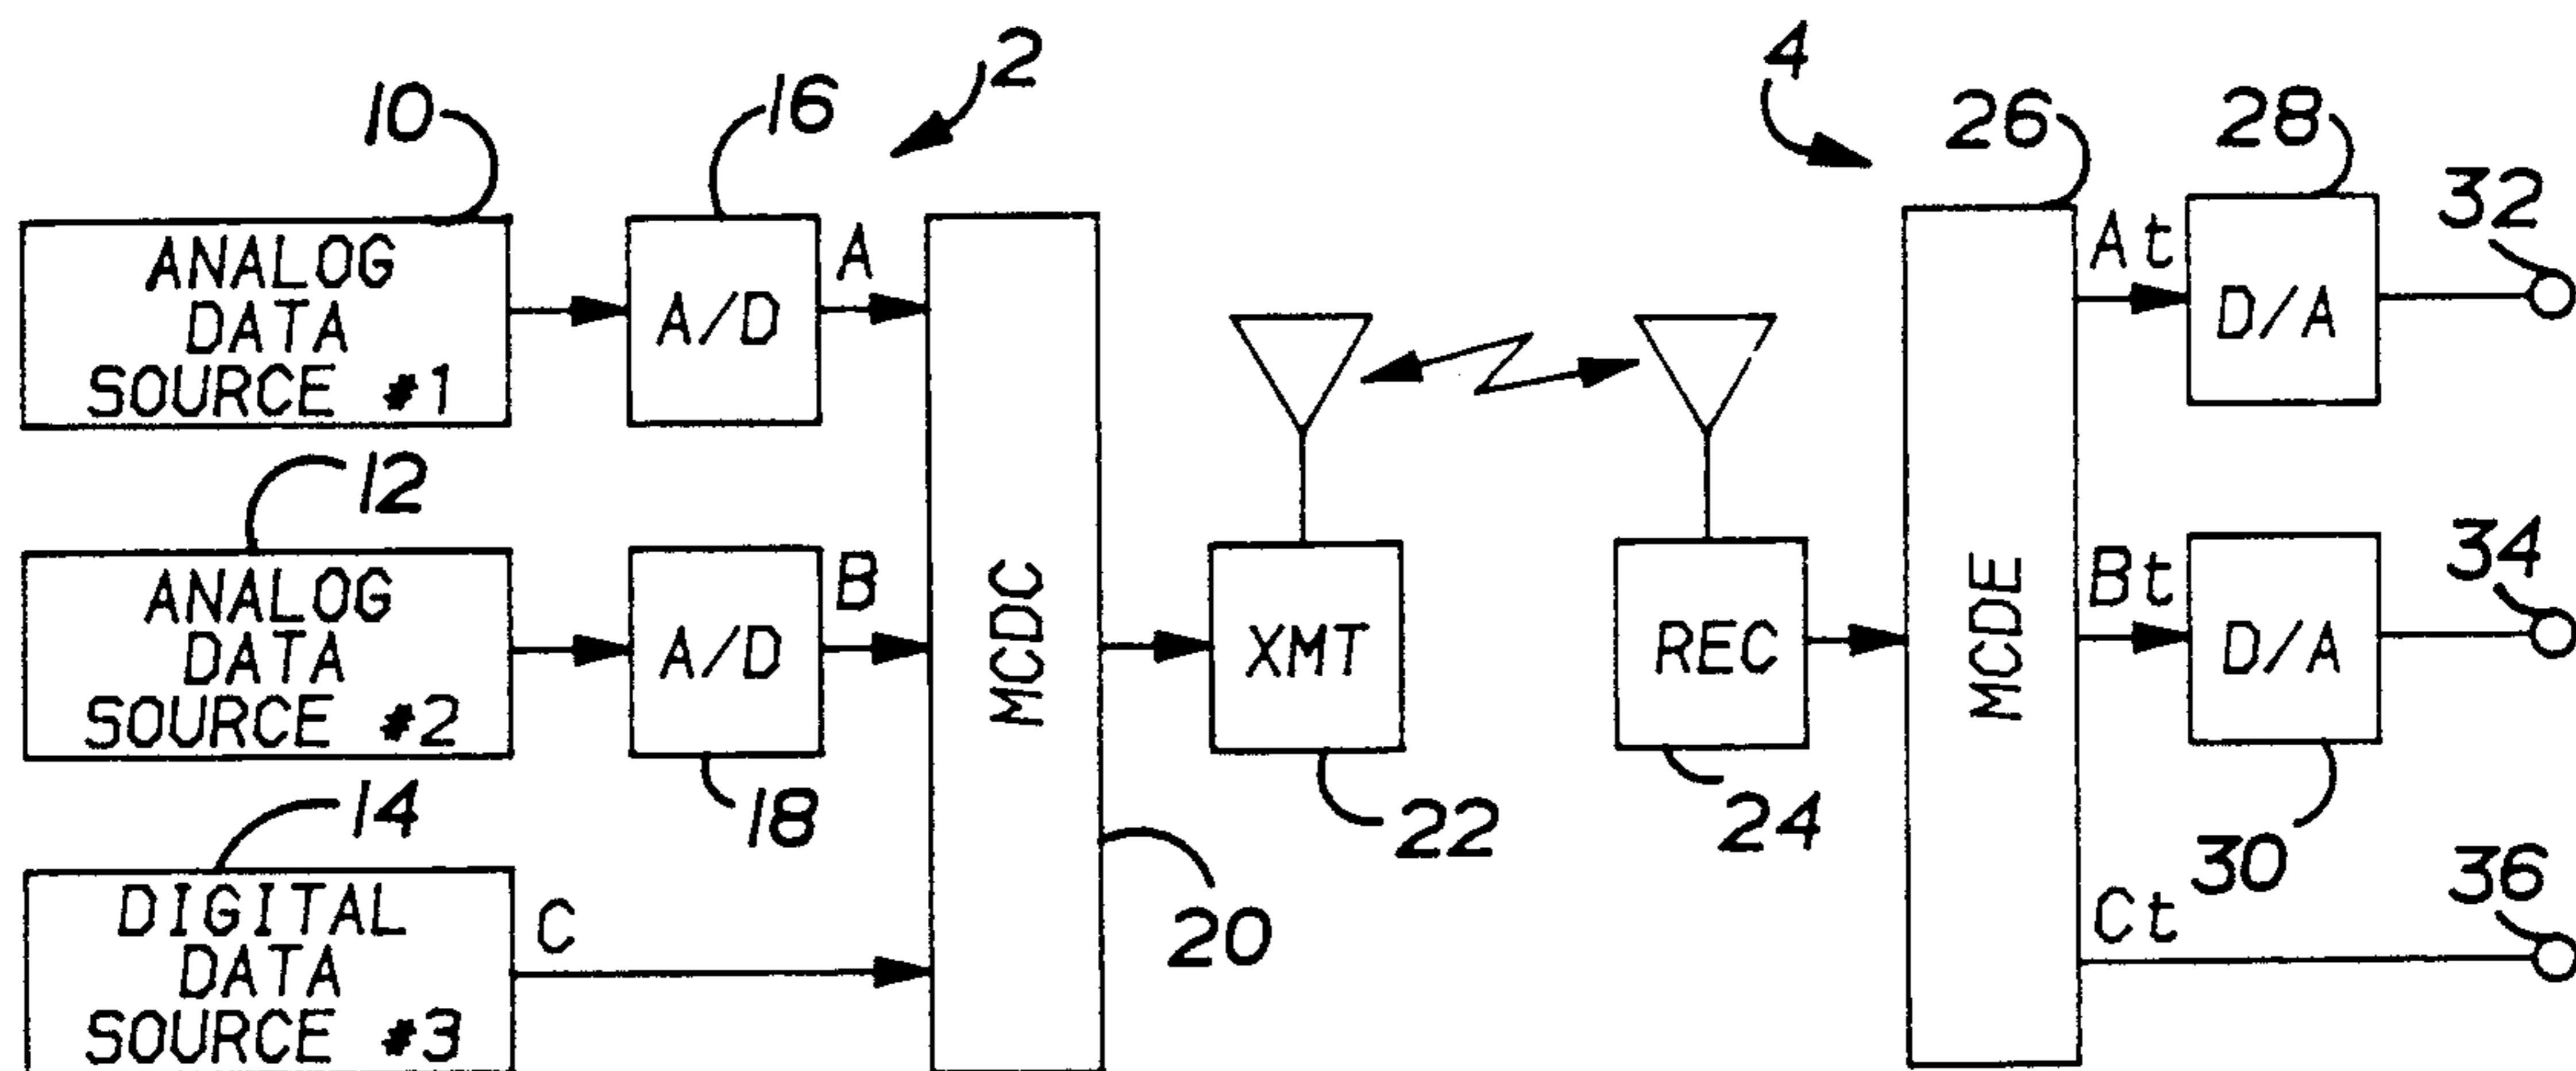 2
4
10
16
26
28
32
ANALOG
DATA
SOURCE #1
A/D
A
At
D/A
12
34
ANALOG
DATA
SOURCE #2
A/D
B
MCDC
XMT
REC
MCDE
Bt
D/A
14
18
22
24
30
36
DIGITAL
DATA
SOURCE #3
C
20
Ct